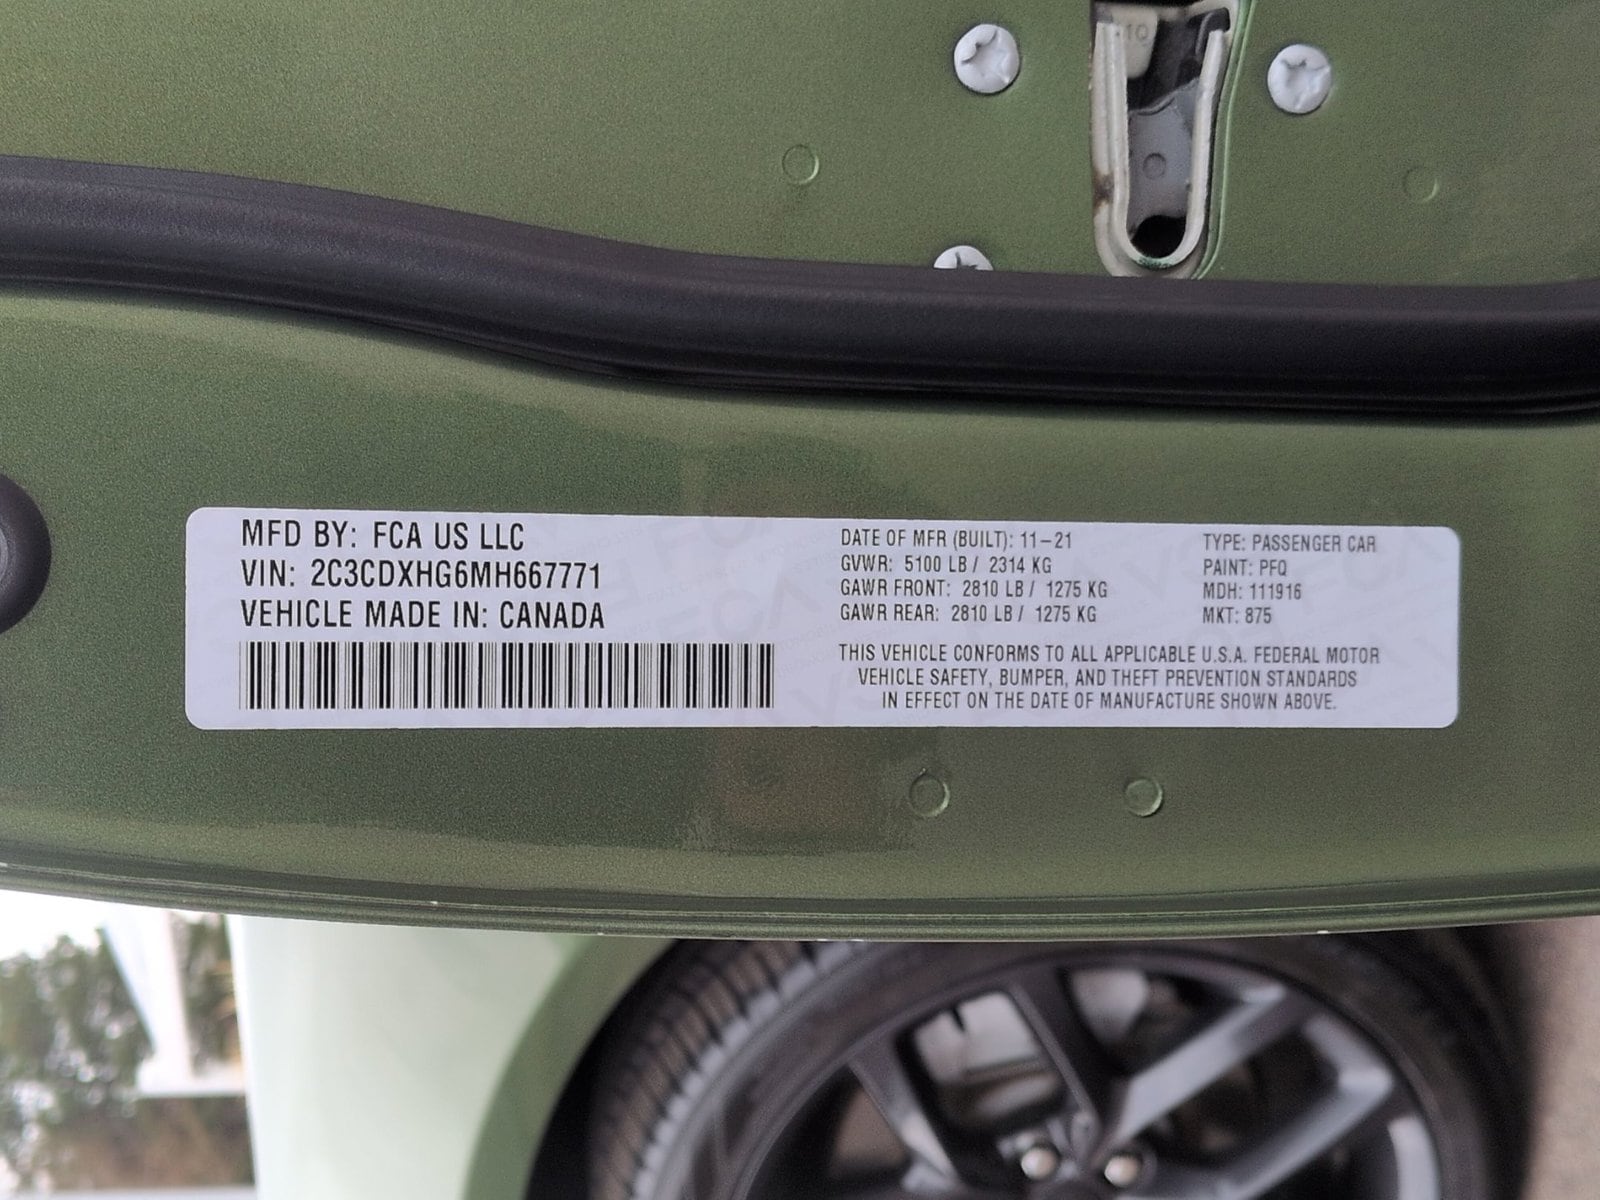 MFD BY: FCA US LLC
VIN: 2C3CDXHG6MH667771
VEHICLE MADE IN: CANADA
DATE OF MFR (BUILT): 11-21
GVWR: 5100 LB / 2314 KG
GAWR FRONT: 2810 LB / 1275 KG
GAWR REAR: 2810 LB / 1275 KG
TYPE: PASSENGER CAR
PAINT: PFQ
MDH: 111916
MKT: 875
THIS VEHICLE CONFORMS TO ALL APPLICABLE U.S.A. FEDERAL MOTOR
VEHICLE SAFETY, BUMPER, AND THEFT PREVENTION STANDARDS
IN EFFECT ON THE DATE OF MANUFACTURE SHOWN ABOVE.